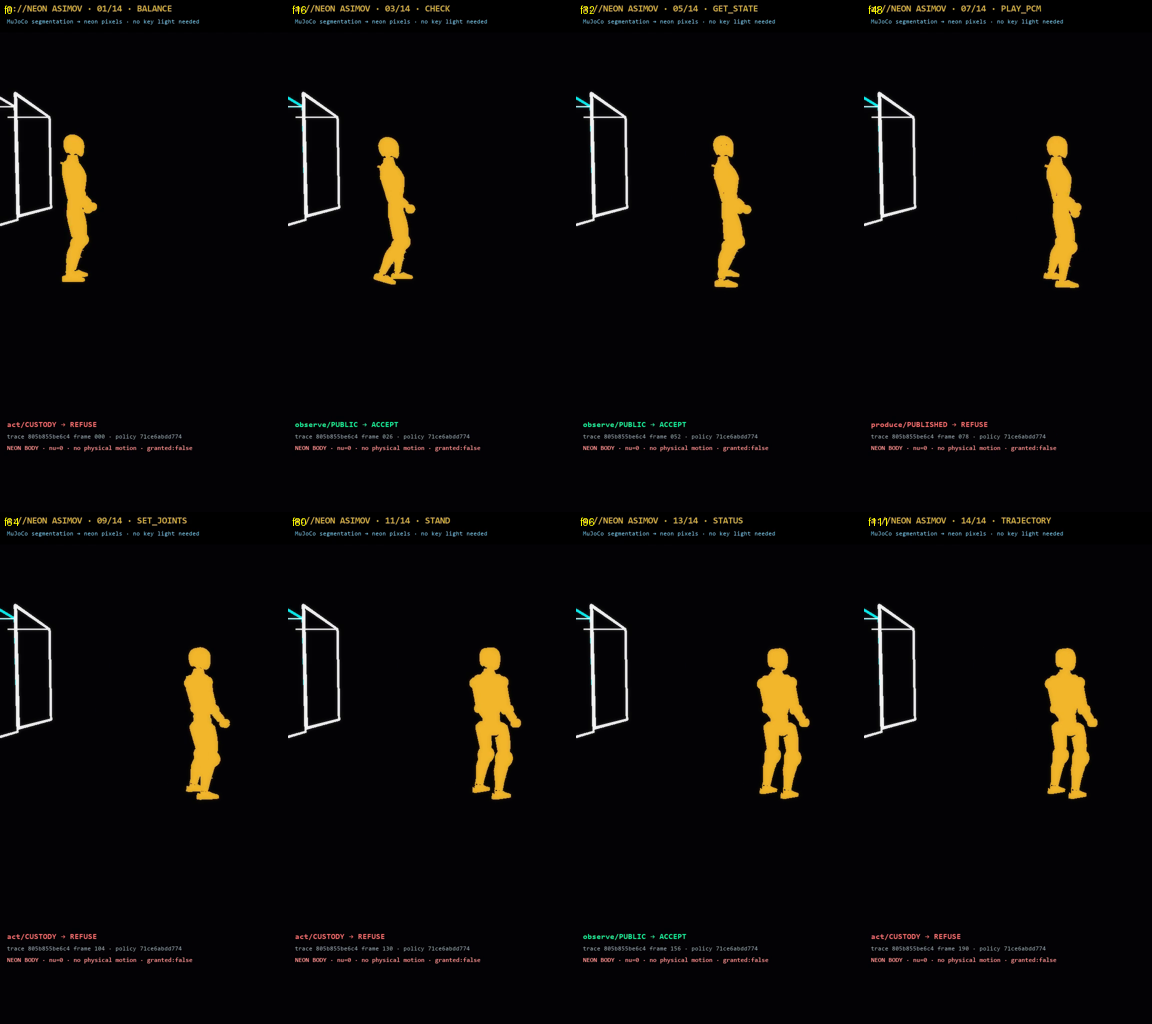 f0://NEON ASIMOV · 01/14 · BALANCE
MuJoCo segmentation → neon pixels · no key light needed
act/CUSTODY → REFUSE
trace 805b855be6c4 frame 000 · policy 71ce6abdd774
NEON BODY · nu=0 · no physical motion · granted:false
f16//NEON ASIMOV · 03/14 · CHECK
MuJoCo segmentation → neon pixels · no key light needed
observe/PUBLIC → ACCEPT
trace 805b855be6c4 frame 026 · policy 71ce6abdd774
NEON BODY · nu=0 · no physical motion · granted:false
f32//NEON ASIMOV · 05/14 · GET_STATE
MuJoCo segmentation → neon pixels · no key light needed
observe/PUBLIC → ACCEPT
trace 805b855be6c4 frame 052 · policy 71ce6abdd774
NEON BODY · nu=0 · no physical motion · granted:false
f48//NEON ASIMOV · 07/14 · PLAY_PCM
MuJoCo segmentation → neon pixels · no key light needed
produce/PUBLISHED → REFUSE
trace 805b855be6c4 frame 078 · policy 71ce6abdd774
NEON BODY · nu=0 · no physical motion · granted:false
f64//NEON ASIMOV · 09/14 · SET_JOINTS
MuJoCo segmentation → neon pixels · no key light needed
act/CUSTODY → REFUSE
trace 805b855be6c4 frame 104 · policy 71ce6abdd774
NEON BODY · nu=0 · no physical motion · granted:false
f80//NEON ASIMOV · 11/14 · STAND
MuJoCo segmentation → neon pixels · no key light needed
act/CUSTODY → REFUSE
trace 805b855be6c4 frame 130 · policy 71ce6abdd774
NEON BODY · nu=0 · no physical motion · granted:false
f96//NEON ASIMOV · 13/14 · STATUS
MuJoCo segmentation → neon pixels · no key light needed
observe/PUBLIC → ACCEPT
trace 805b855be6c4 frame 156 · policy 71ce6abdd774
NEON BODY · nu=0 · no physical motion · granted:false
f111/NEON ASIMOV · 14/14 · TRAJECTORY
MuJoCo segmentation → neon pixels · no key light needed
act/CUSTODY → REFUSE
trace 805b855be6c4 frame 190 · policy 71ce6abdd774
NEON BODY · nu=0 · no physical motion · granted:false